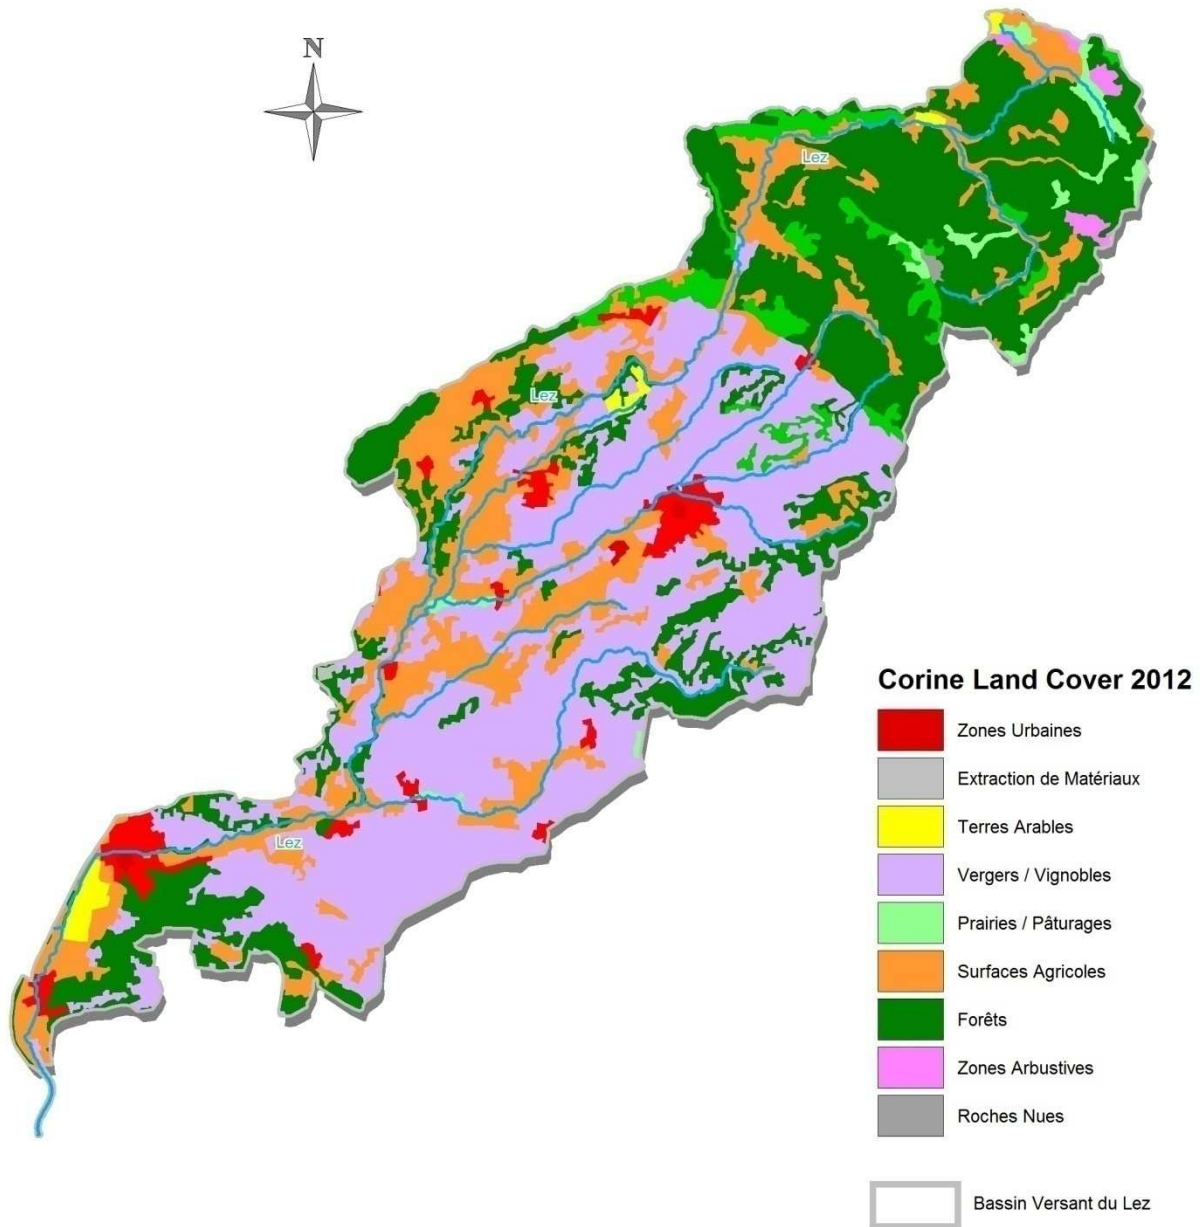 N
Lez
Lez
Lez
Corine Land Cover 2012
Zones Urbaines
Extraction de Matériaux
Terres Arables
Vergers / Vignobles
Prairies / Pâturages
Surfaces Agricoles
Forêts
Zones Arbustives
Roches Nues
Bassin Versant du Lez